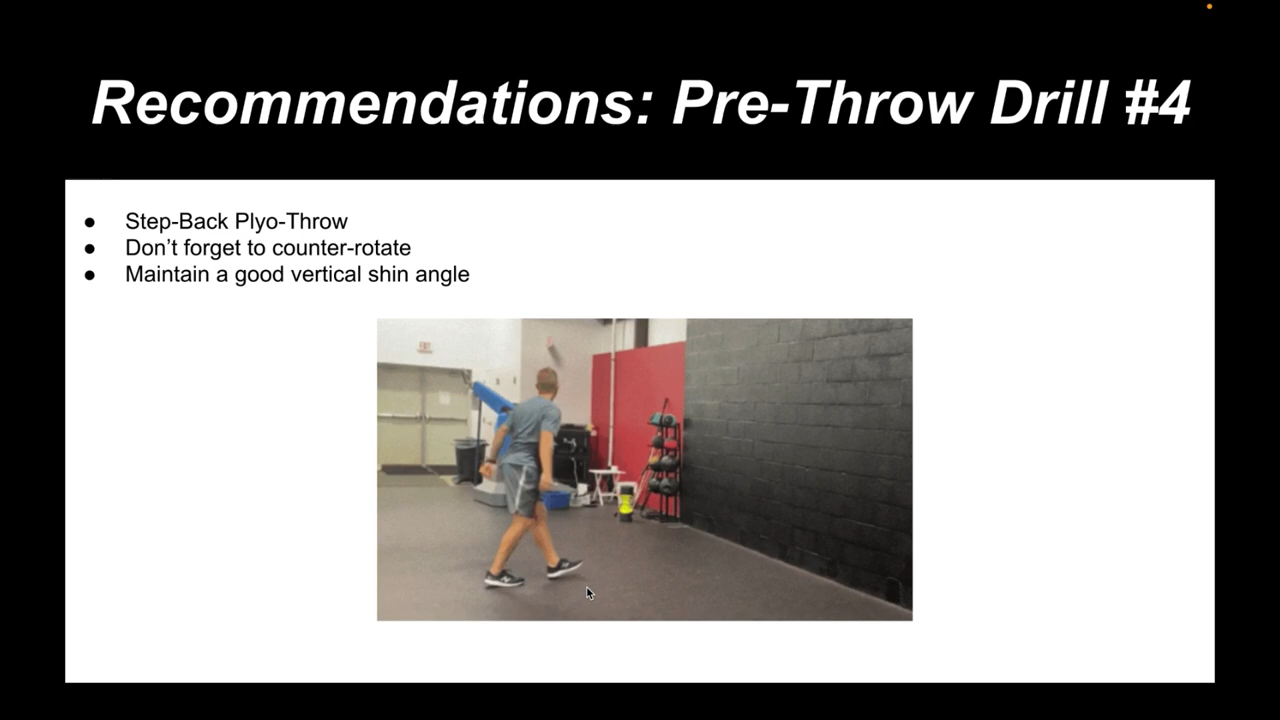 Recommendations: Pre-Throw Drill #4
● Step-Back Plyo-Throw
● Don’t forget to counter-rotate
● Maintain a good vertical shin angle